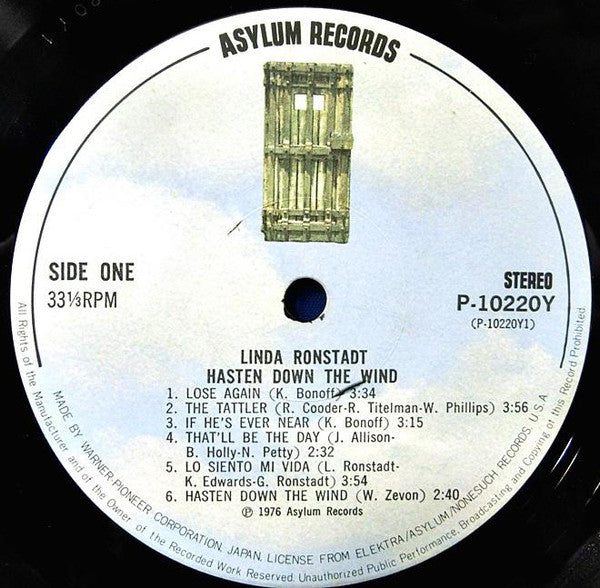 ASYLUM RECORDS
SIDE ONE
33⅓RPM
STEREO
P-10220Y
(P-10220Y1)
LINDA RONSTADT
HASTEN DOWN THE WIND
1. LOSE AGAIN (K. Bonoff) 3:34
2. THE TATTLER (R. Cooder-R. Titelman-W. Phillips) 3:56
3. IF HE'S EVER NEAR (K. Bonoff) 3:15
4. THAT'LL BE THE DAY (J. Allison-
B. Holly-N. Petty) 2:32
5. LO SIENTO MI VIDA (L. Ronstadt-
K. Edwards-G. Ronstadt) 3:54
6. HASTEN DOWN THE WIND (W. Zevon) 2:40
℗ 1976 Asylum Records
MADE BY WARNER-PIONEER CORPORATION, JAPAN, LICENSE FROM ELEKTRA/ASYLUM/NONESUCH RECORDS, U.S.A.
All Rights of the Manufacturer and of the Owner of the Recorded Work Reserved. Unauthorized Public Performance, Broadcasting and Copying of this Record Prohibited